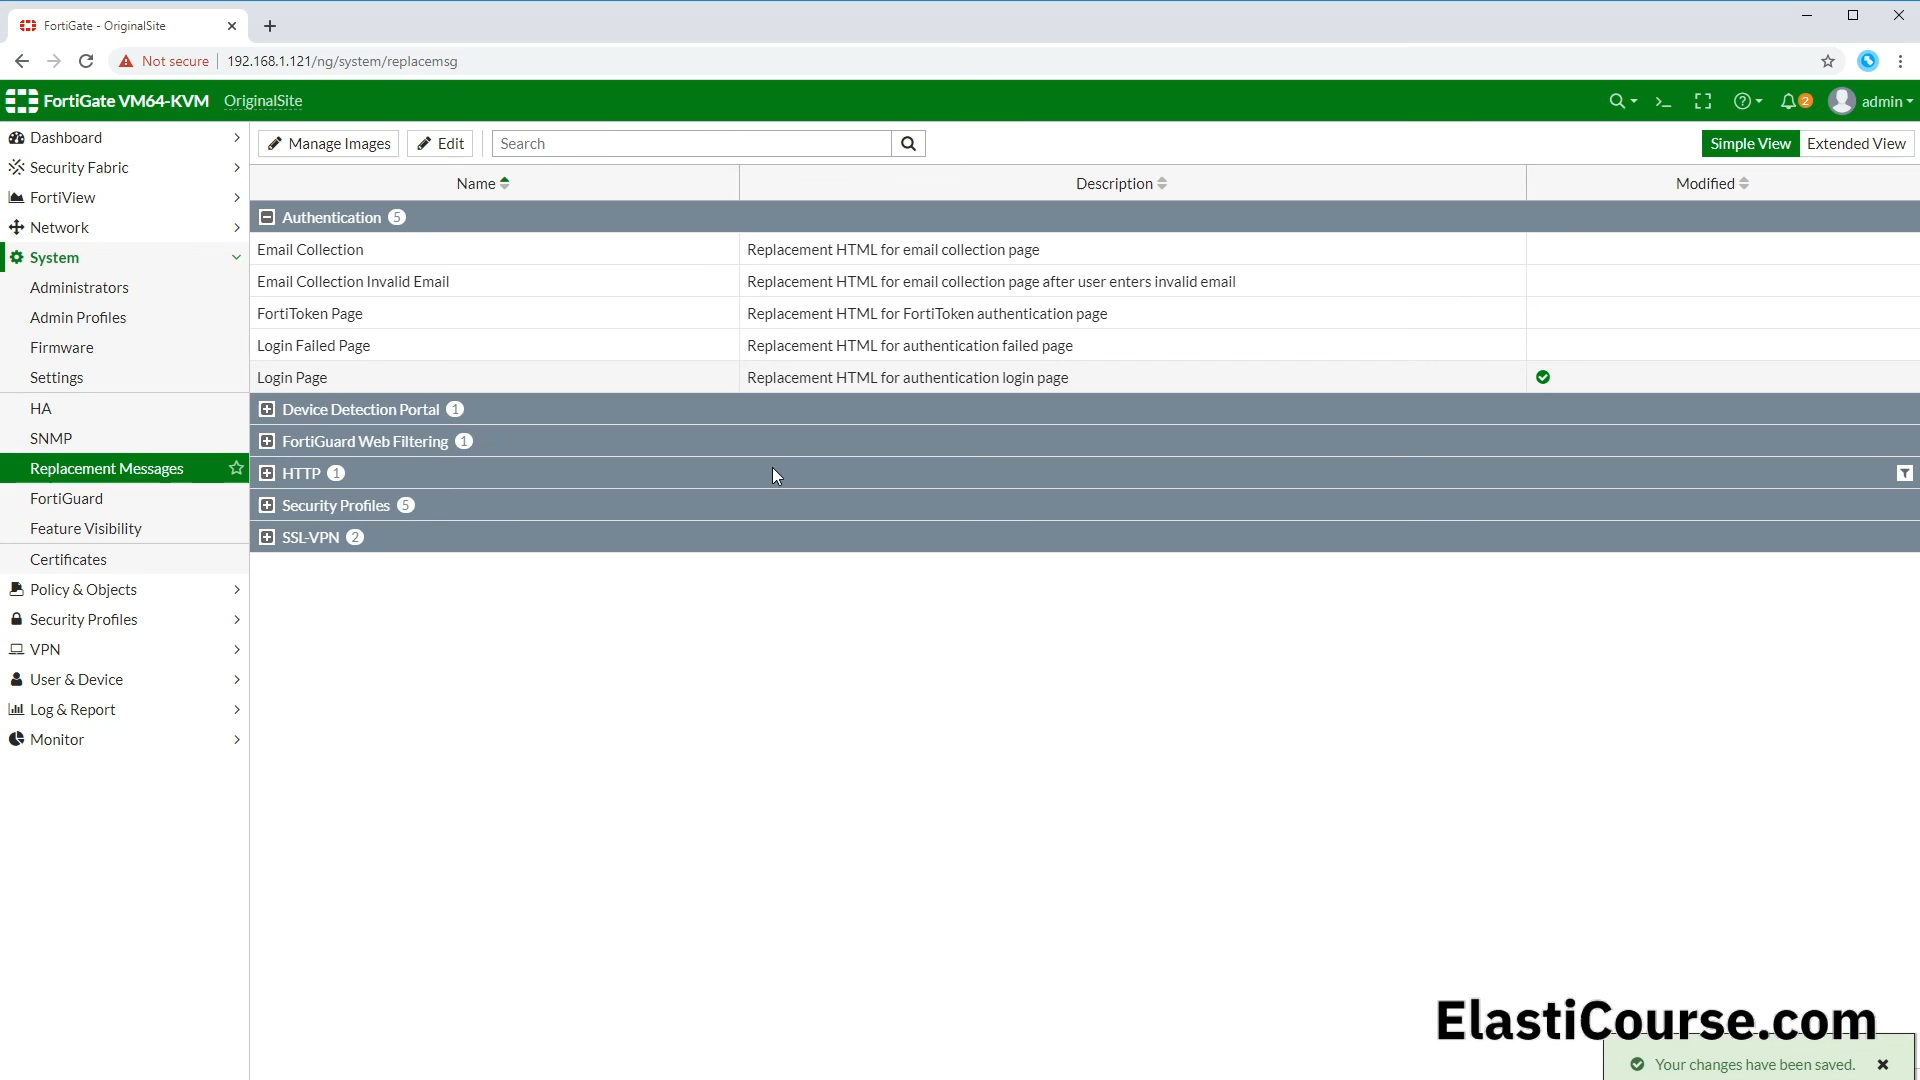 FortiGate - OriginalSite
Not secure 192.168.1.121/ng/system/replacemsg
FortiGate VM64-KVM OriginalSite 2 admin
Dashboard
Security Fabric
FortiView
Network
System
Administrators
Admin Profiles
Firmware
Settings
HA
SNMP
Replacement Messages
FortiGuard
Feature Visibility
Certificates
Policy & Objects
Security Profiles
VPN
User & Device
Log & Report
Monitor
Manage Images Edit Search Simple View Extended View
Name Description Modified
Authentication 5
Email Collection Replacement HTML for email collection page
Email Collection Invalid Email Replacement HTML for email collection page after user enters invalid email
FortiToken Page Replacement HTML for FortiToken authentication page
Login Failed Page Replacement HTML for authentication failed page
Login Page Replacement HTML for authentication login page
Device Detection Portal 1
FortiGuard Web Filtering 1
HTTP 1
Security Profiles 5
SSL-VPN 2
ElastiCourse.com
Your changes have been saved.